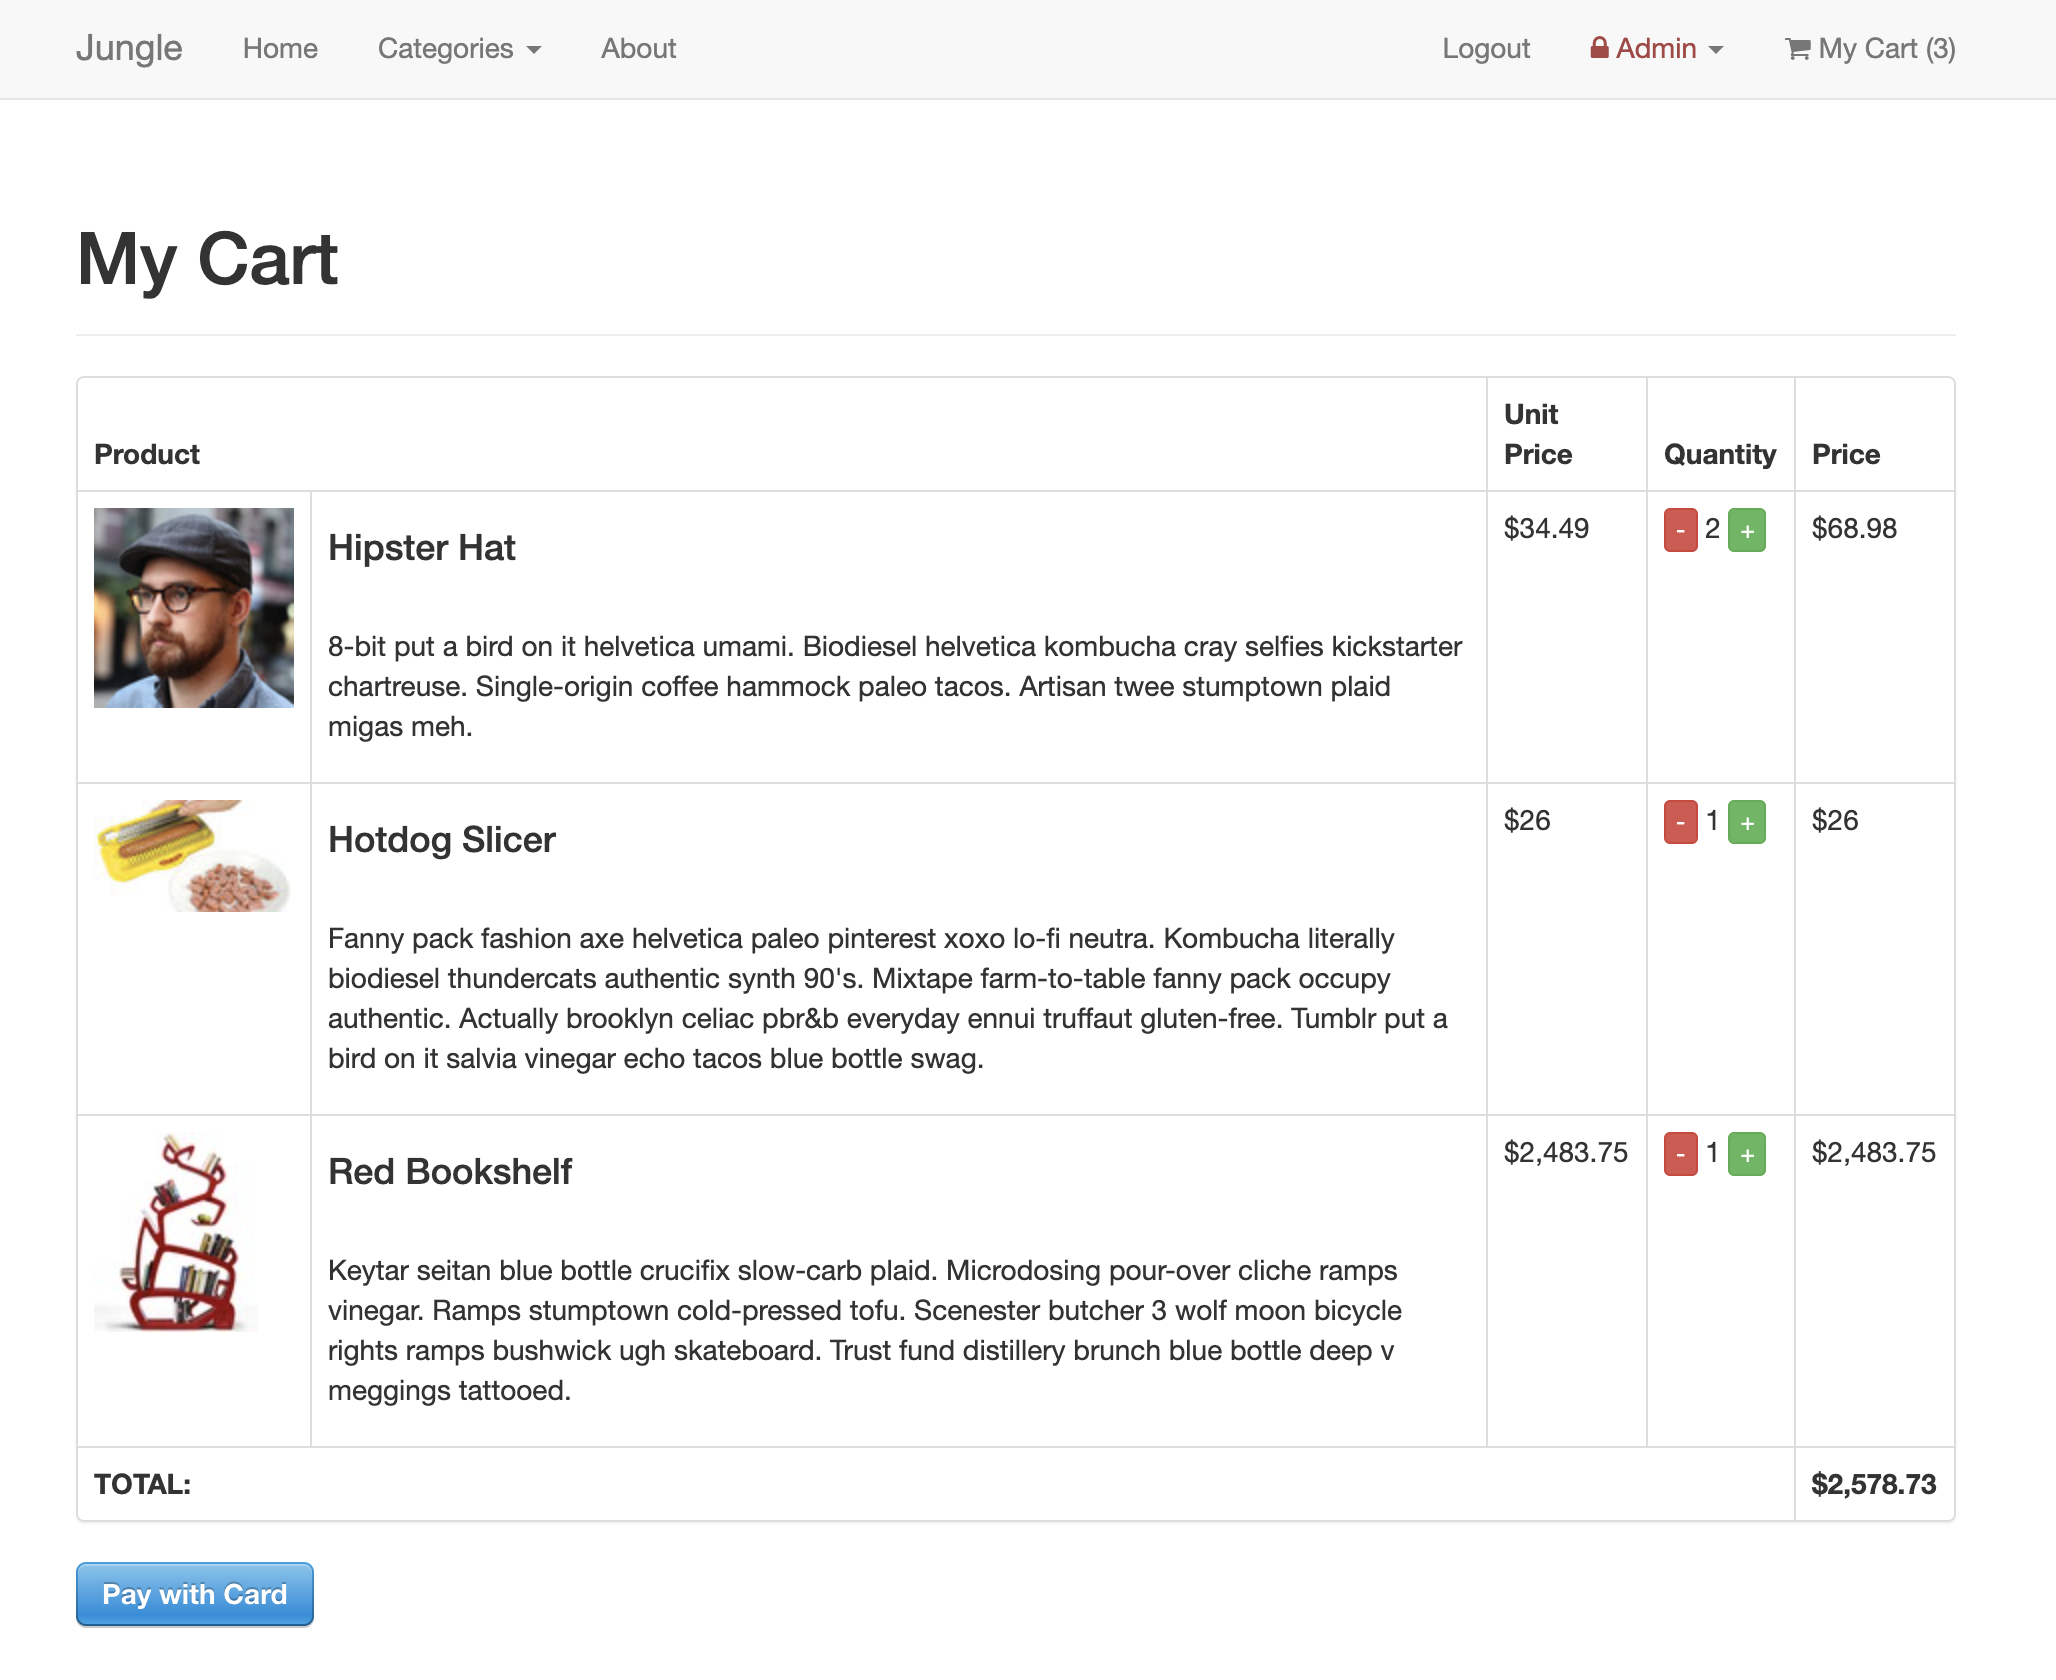 Jungle Home Categories About Logout Admin My Cart (3)
My Cart
Product Unit Price Quantity Price
Hipster Hat $34.49 - 2 + $68.98
8-bit put a bird on it helvetica umami. Biodiesel helvetica kombucha cray selfies kickstarter
chartreuse. Single-origin coffee hammock paleo tacos. Artisan twee stumptown plaid
migas meh.
Hotdog Slicer $26 - 1 + $26
Fanny pack fashion axe helvetica paleo pinterest xoxo lo-fi neutra. Kombucha literally
biodiesel thundercats authentic synth 90's. Mixtape farm-to-table fanny pack occupy
authentic. Actually brooklyn celiac pbr&b everyday ennui truffaut gluten-free. Tumblr put a
bird on it salvia vinegar echo tacos blue bottle swag.
Red Bookshelf $2,483.75 - 1 + $2,483.75
Keytar seitan blue bottle crucifix slow-carb plaid. Microdosing pour-over cliche ramps
vinegar. Ramps stumptown cold-pressed tofu. Scenester butcher 3 wolf moon bicycle
rights ramps bushwick ugh skateboard. Trust fund distillery brunch blue bottle deep v
meggings tattooed.
TOTAL: $2,578.73
Pay with Card